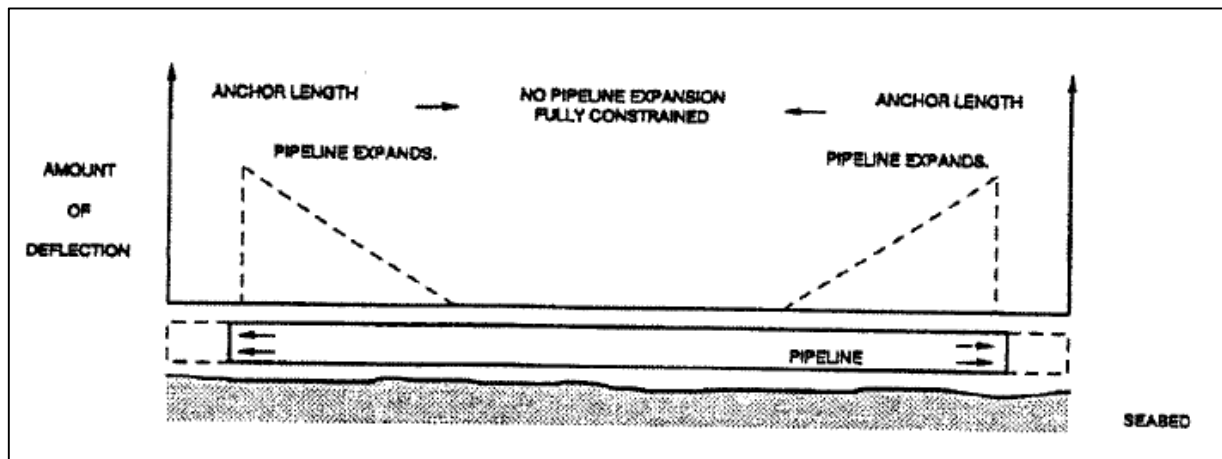 ANCHOR LENGTH
NO PIPELINE EXPANSION
FULLY CONSTRAINED
ANCHOR LENGTH
PIPELINE EXPANDS.
PIPELINE EXPANDS.
AMOUNT
OF
DEFLECTION
PIPELINE
SEABED